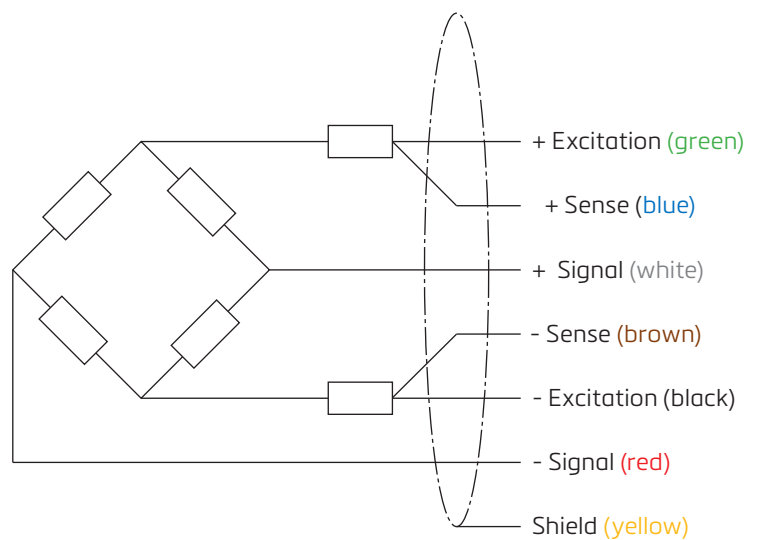 + Excitation (green)
+ Sense (blue)
+ Signal (white)
- Sense (brown)
- Excitation (black)
- Signal (red)
Shield (yellow)